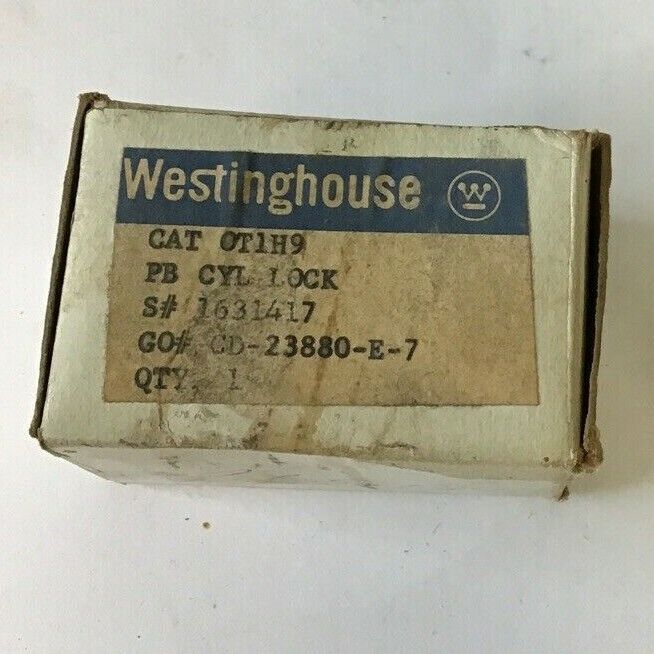 Westinghouse W
CAT OT1H9
PB CYL LOCK
S# 1631417
GO# CD-23880-E-7
QTY. 1